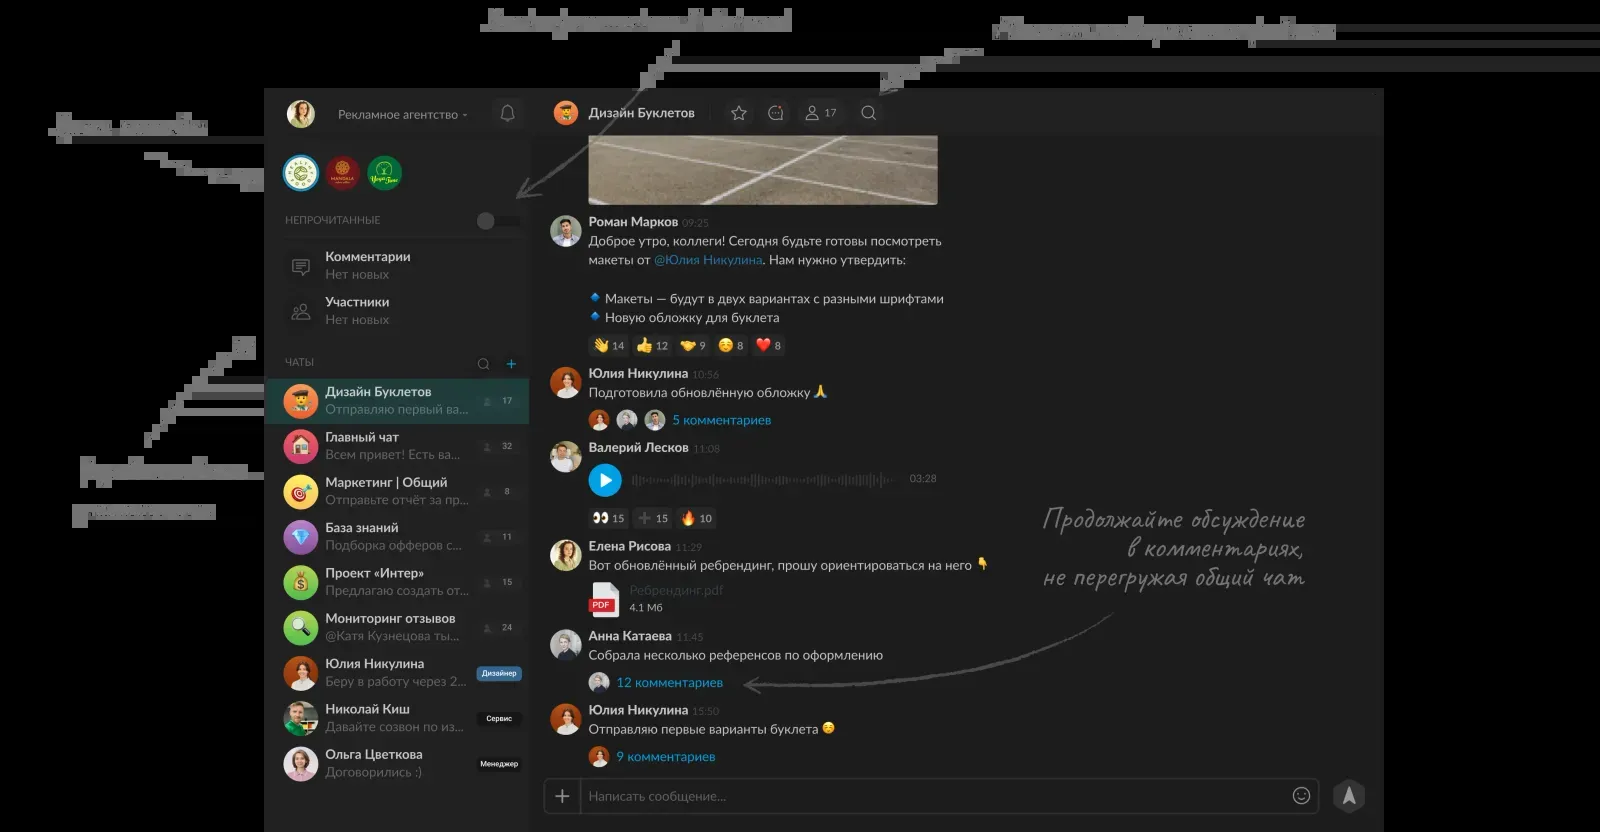 Рекламное агентство
НЕПРОЧИТАННЫЕ
Комментарии
Нет новых
Участники
Нет новых
ЧАТЫ
Дизайн Буклетов
Отправляю первый ва...
17
Главный чат
Всем привет! Есть ва...
32
Маркетинг | Общий
Отправьте отчёт за пр...
8
База знаний
Подборка офферов с...
11
Проект «Интер»
Предлагаю создать от...
15
Мониторинг отзывов
@Катя Кузнецова ты...
24
Юлия Никулина
Беру в работу через 2...
Дизайнер
Николай Киш
Давайте созвон по из...
Сервис
Ольга Цветкова
Договорились :)
Менеджер
Дизайн Буклетов
17
Роман Марков 09:25
Доброе утро, коллеги! Сегодня будьте готовы посмотреть
макеты от @Юлия Никулина. Нам нужно утвердить:
🔹 Макеты — будут в двух вариантах с разными шрифтами
🔹 Новую обложку для буклета
👋 14 👍 12 🤝 9 ☺️ 8 ❤️ 8
Юлия Никулина 10:56
Подготовила обновлённую обложку 🙏
5 комментариев
Валерий Лесков 11:08
03:28
👀 15 ➕ 15 🔥 10
Елена Рисова 11:29
Вот обновлённый ребрендинг, прошу ориентироваться на него 👇
PDF
Ребрендинг.pdf
4.1 Мб
Анна Катаева 11:45
Собрала несколько референсов по оформлению
12 комментариев
Юлия Никулина 15:50
Отправляю первые варианты буклета ☺️
9 комментариев
Написать сообщение...
Продолжайте обсуждение
в комментариях,
не перегружая общий чат